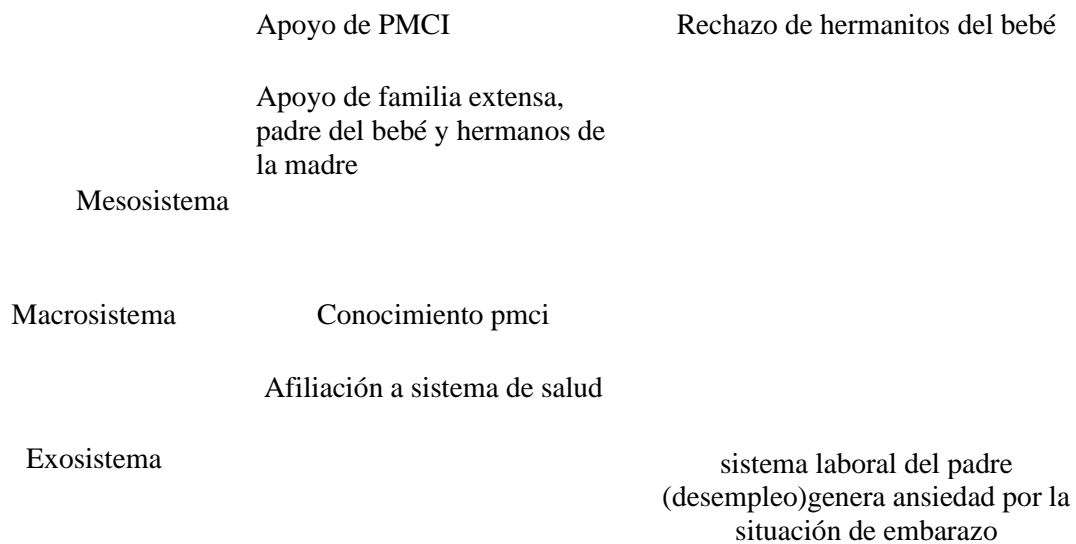 Apoyo de PMCI
Rechazo de hermanitos del bebé
Apoyo de familia extensa,
padre del bebé y hermanos de
la madre
Mesosistema
Macrosistema
Conocimiento pmci
Afiliación a sistema de salud
Exosistema
sistema laboral del padre
(desempleo)genera ansiedad por la
situación de embarazo